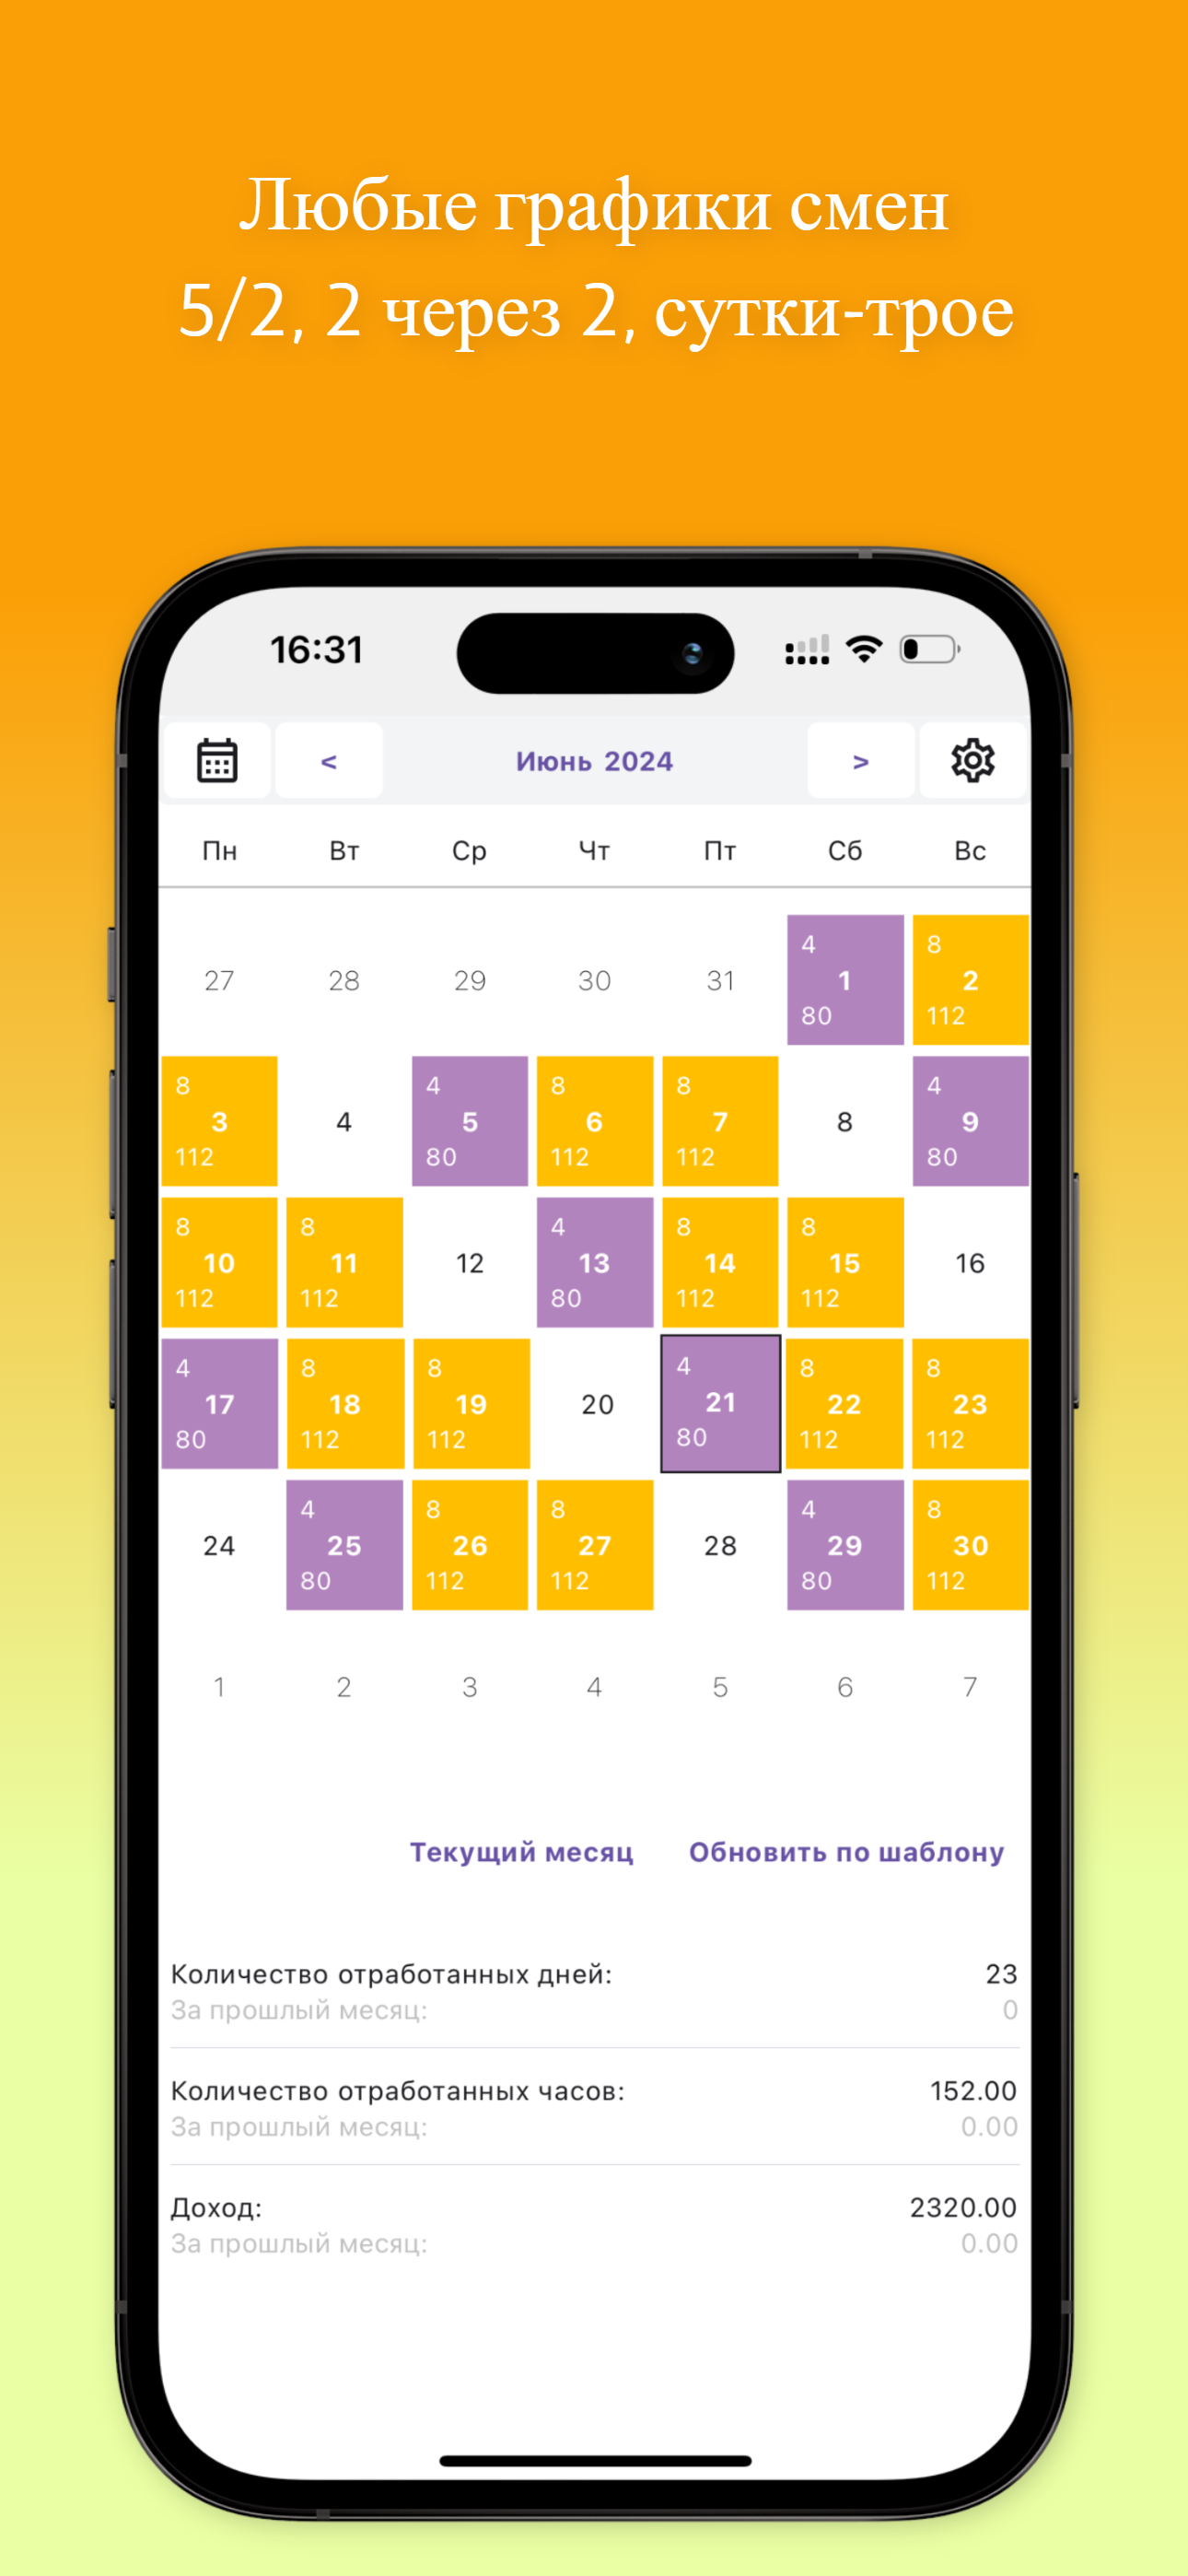 Любые графики смен
5/2, 2 через 2, сутки-трое
16:31
< Июнь 2024 >
Пн Вт Ср Чт Пт Сб Вс
4 8
27 28 29 30 31 1 2
80 112
8 4 8 8 4
3 4 5 6 7 8 9
112 80 112 112 80
8 8 4 8 8
10 11 12 13 14 15 16
112 112 80 112 112
4 8 8 4 8 8
17 18 19 20 21 22 23
80 112 112 80 112 112
4 8 8 4 8
24 25 26 27 28 29 30
80 112 112 80 112
1 2 3 4 5 6 7
Текущий месяц Обновить по шаблону
Количество отработанных дней: 23
За прошлый месяц: 0
Количество отработанных часов: 152.00
За прошлый месяц: 0.00
Доход: 2320.00
За прошлый месяц: 0.00